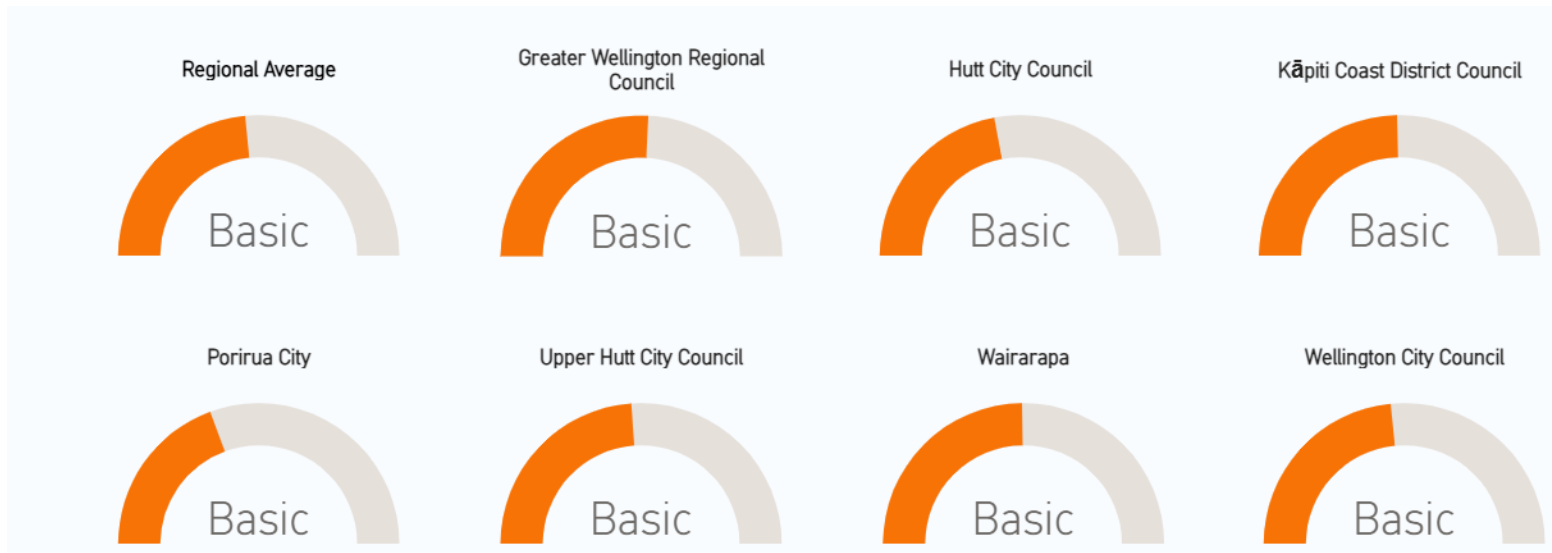 Regional Average
Greater Wellington Regional
Council
Hutt City Council
Kāpiti Coast District Council
Basic
Basic
Basic
Basic
Porirua City
Upper Hutt City Council
Wairarapa
Wellington City Council
Basic
Basic
Basic
Basic